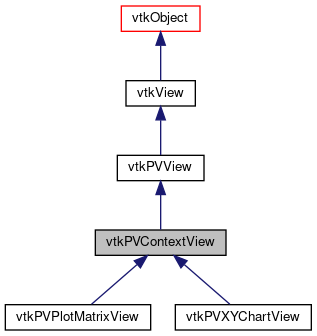 vtkObject
vtkView
vtkPVView
vtkPVContextView
vtkPVPlotMatrixView
vtkPVXYChartView